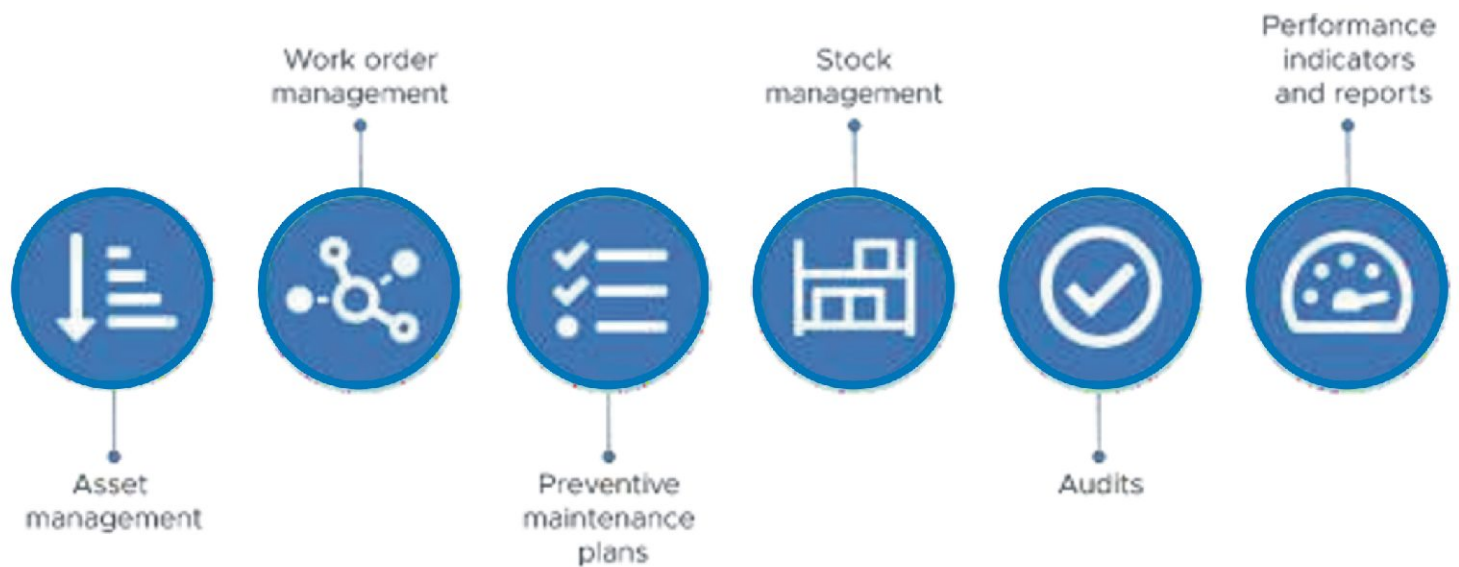 Asset
management
Work order
management
Preventive
maintenance
plans
Stock
management
Audits
Performance
indicators
and reports